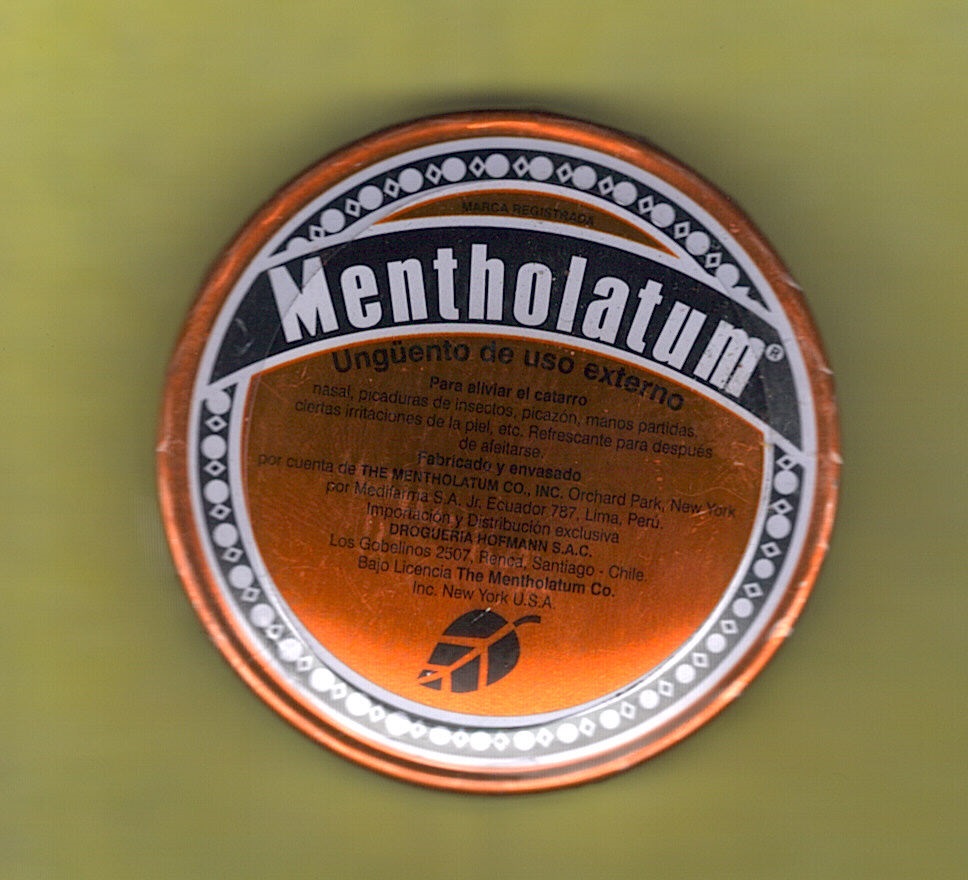 MARCA REGISTRADA
Mentholatum®
Ungüento de uso externo
Para aliviar el catarro
nasal, picaduras de insectos, picazón, manos partidas,
ciertas irritaciones de la piel, etc. Refrescante para después
de afeitarse.
Fabricado y envasado
por cuenta de THE MENTHOLATUM CO., INC. Orchard Park, New York
por Medifarma S.A. Jr. Ecuador 787, Lima, Perú.
Importación y Distribución exclusiva
DROGUERIA HOFMANN S.A.C.
Los Gobelinos 2507, Renca, Santiago - Chile
Bajo Licencia The Mentholatum Co.
Inc. New York U.S.A.